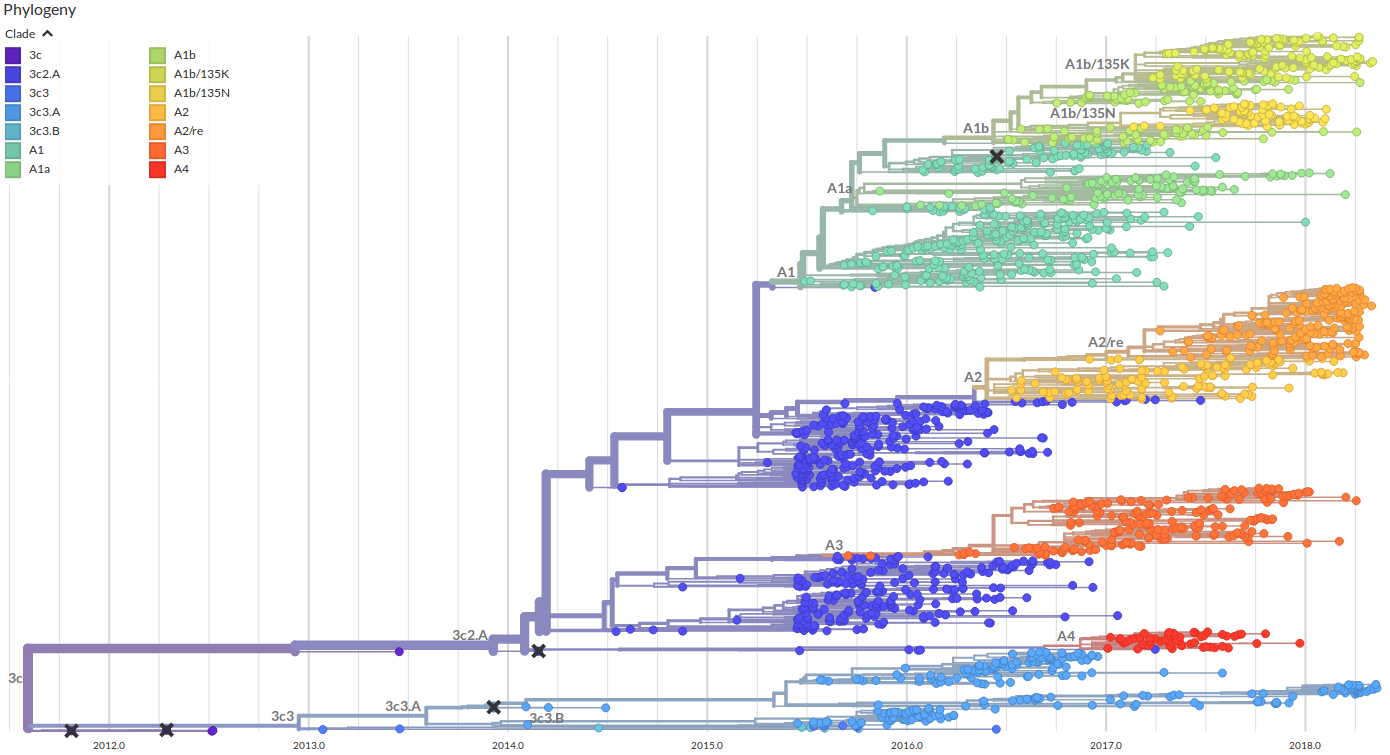 Phylogeny
Clade
3c
3c2.A
3c3
3c3.A
3c3.B
A1
A1a
A1b
A1b/135K
A1b/135N
A2
A2/re
A3
A4
A1b/135K
A1b/135N
A1b
A1a
A1
A2/re
A2
A3
3c2.A
A4
3c
3c3.A
3c3
3c3.B
2012.0 2013.0 2014.0 2015.0 2016.0 2017.0 2018.0